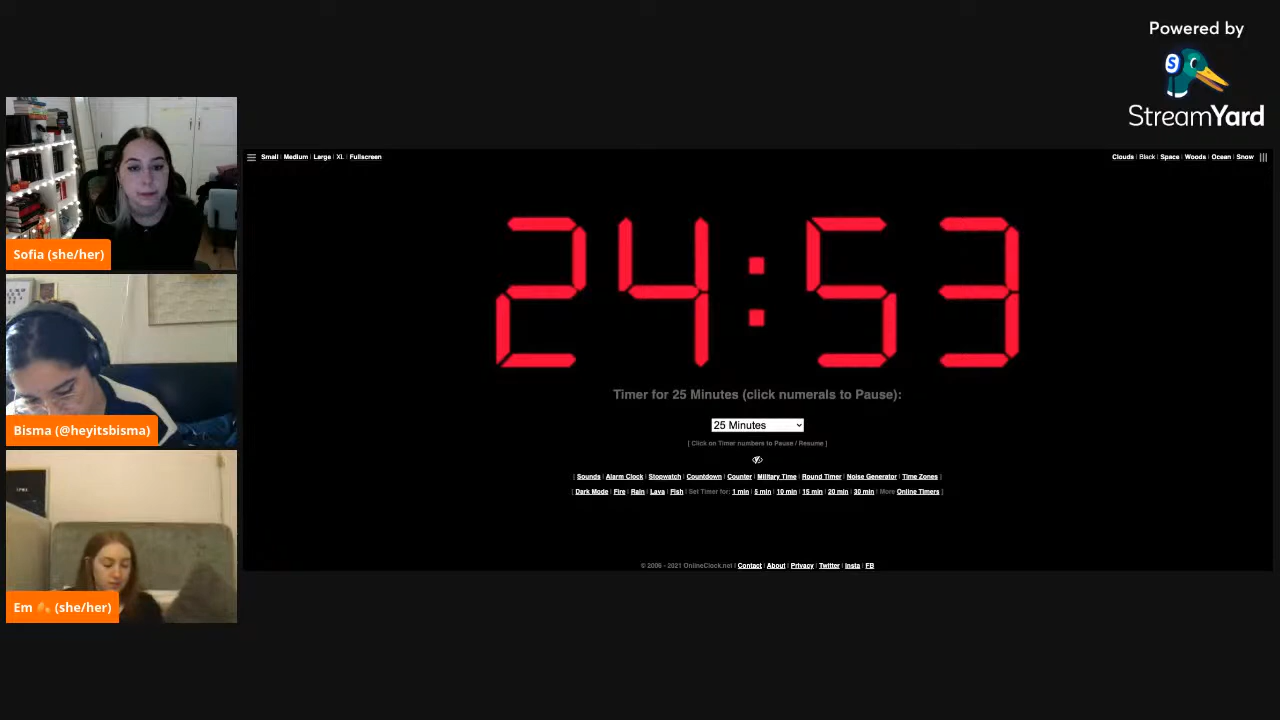 Powered by
S
StreamYard
Small | Medium | Large | XL | Fullscreen
Clouds | Black | Space | Woods | Ocean | Snow
Sofia (she/her)
24:53
Timer for 25 Minutes (click numerals to Pause):
25 Minutes
[ Click on Timer numbers to Pause / Resume ]
Bisma (@heyitsbisma)
[ Sounds | Alarm Clock | Stopwatch | Countdown | Counter | Military Time | Round Timer | Noise Generator | Time Zones ]
[ Dark Mode | Fire | Rain | Lava | Fish | Set Timer for: 1 min | 5 min | 10 min | 15 min | 20 min | 30 min | More Online Timers ]
© 2006 - 2021 OnlineClock.net | Contact | About | Privacy | Twitter | Insta | FB
Em 🍂 (she/her)